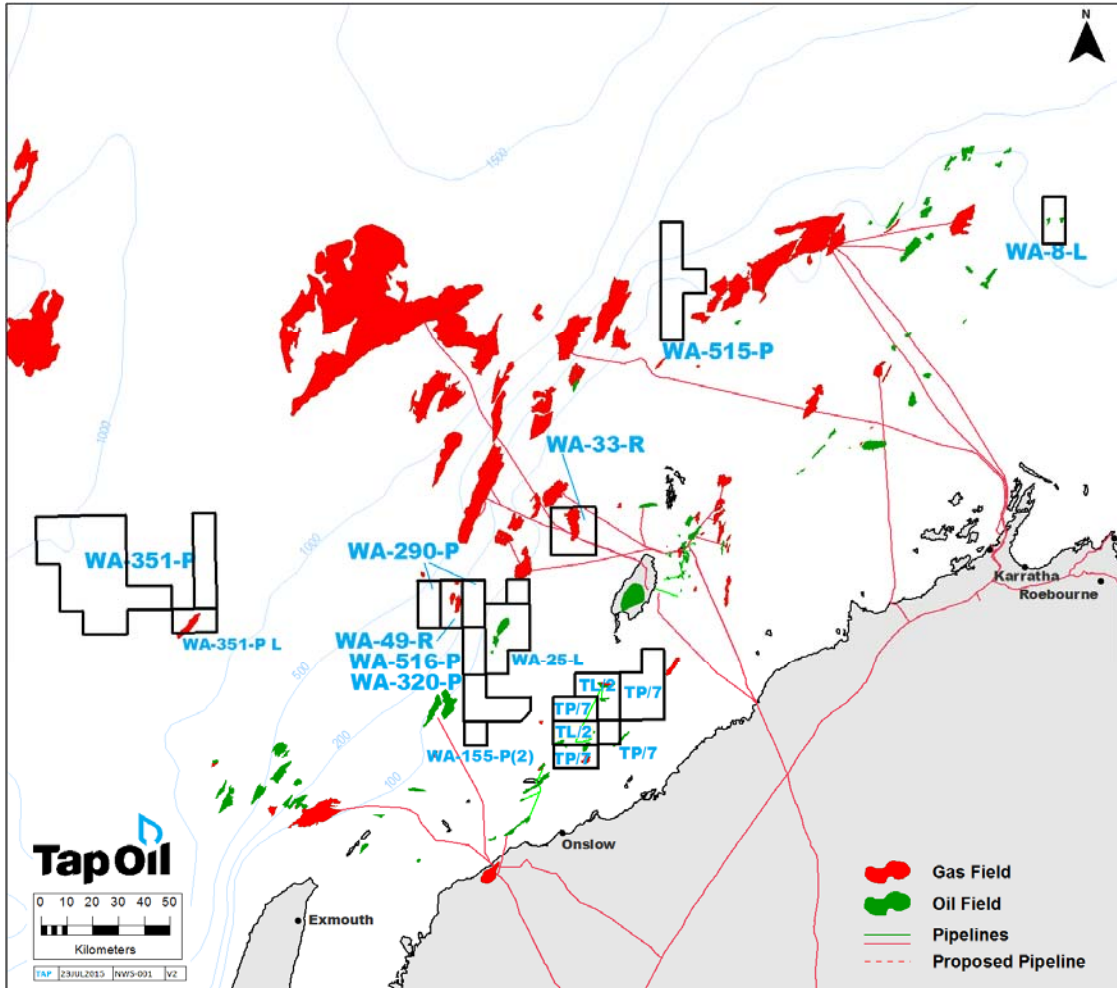 N
1500
WA-8-L
WA-515-P
1000
WA-33-R
1000
WA-351-P
WA-290-P
Karratha
Roebourne
WA-351-P L
WA-49-R
WA-516-P
WA-25-L
WA-320-P
500
TL/2
TP/7
TP/7
TL/2
TP/7
WA-155-P(2)
TP/7
200
100
Onslow
Tap Oil
0 10 20 30 40 50
Kilometers
Exmouth
TAP 23JUL2015 NWS-001 V2
Gas Field
Oil Field
Pipelines
Proposed Pipeline